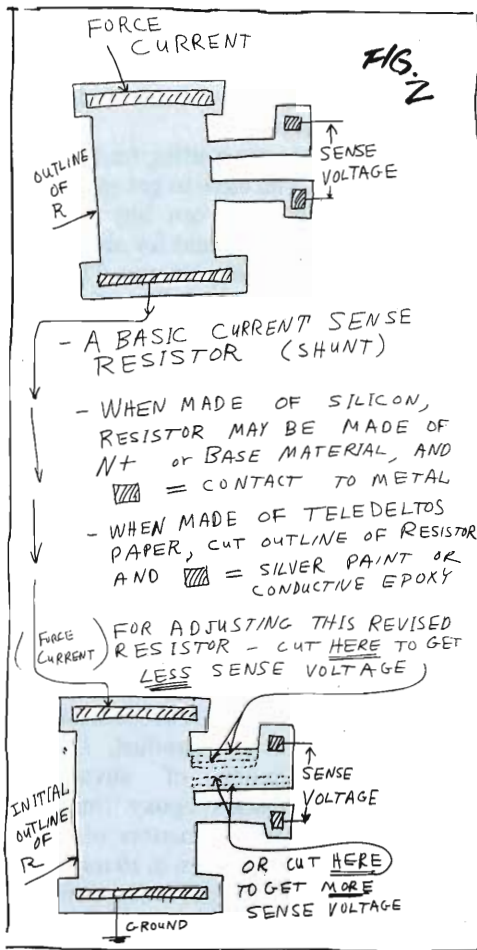 FORCE
CURRENT
FIG.
2
OUTLINE
OF
R
SENSE
VOLTAGE
- A BASIC CURRENT SENSE
RESISTOR (SHUNT)
- WHEN MADE OF SILICON,
RESISTOR MAY BE MADE OF
N+ or BASE MATERIAL, AND
= CONTACT TO METAL
- WHEN MADE OF TELEDELTOS
PAPER, CUT OUTLINE OF RESISTOR
AND = SILVER PAINT OR
CONDUCTIVE EPOXY
(FORCE
CURRENT)
FOR ADJUSTING THIS REVISED
RESISTOR - CUT HERE TO GET
LESS SENSE VOLTAGE
INITIAL
OUTLINE
OF
R
SENSE
VOLTAGE
OR CUT HERE
TO GET MORE
SENSE VOLTAGE
GROUND